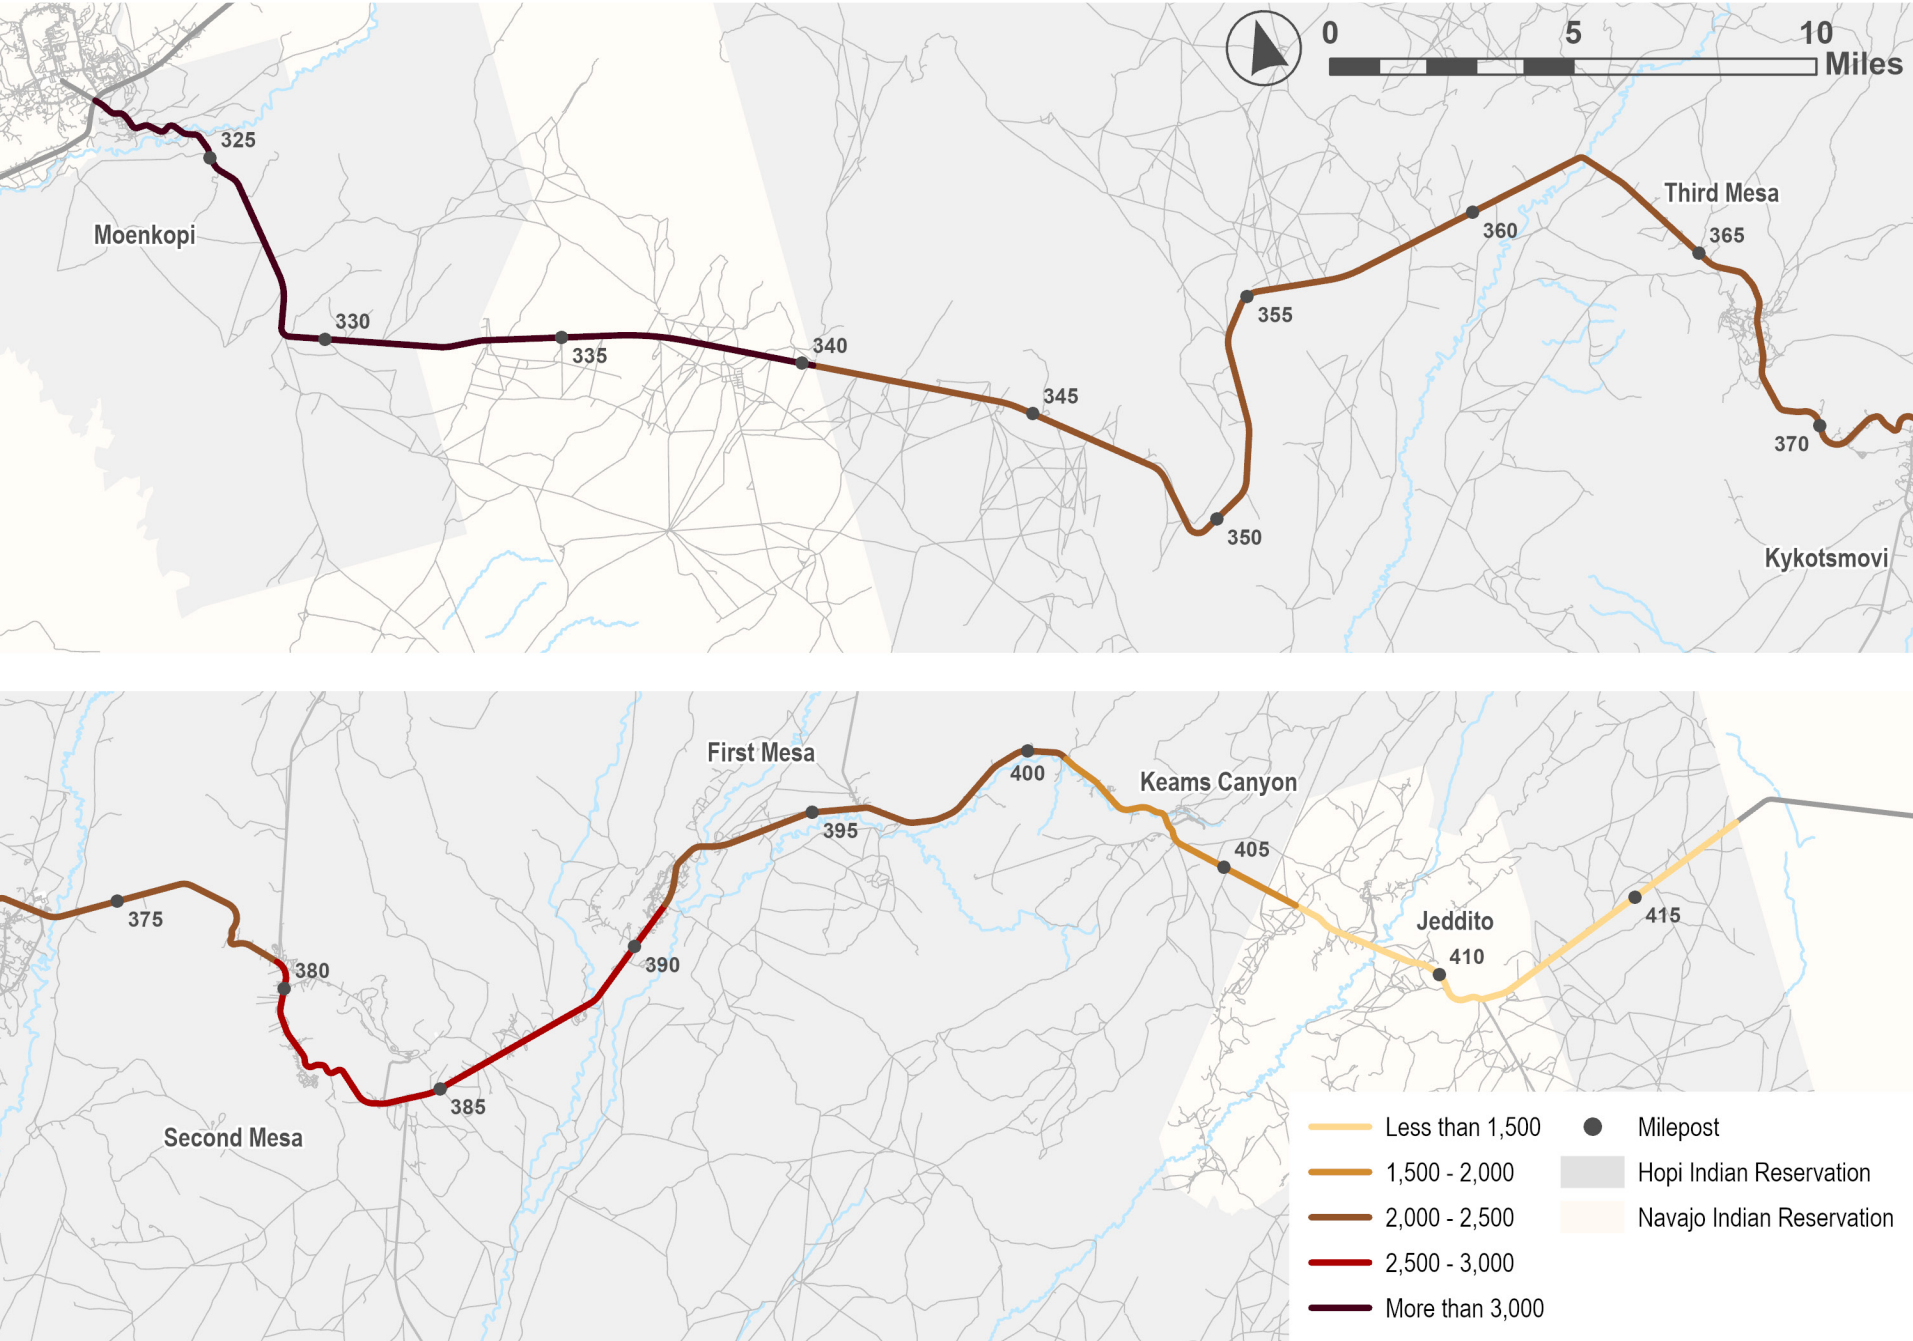 0 5 10
Miles
325
Moenkopi
330
335
340
345
350
355
360
Third Mesa
365
370
Kykotsmovi
First Mesa
400
Keams Canyon
395
405
375
415
Jeddito
410
380
390
385
Second Mesa
Less than 1,500
1,500 - 2,000
2,000 - 2,500
2,500 - 3,000
More than 3,000
Milepost
Hopi Indian Reservation
Navajo Indian Reservation